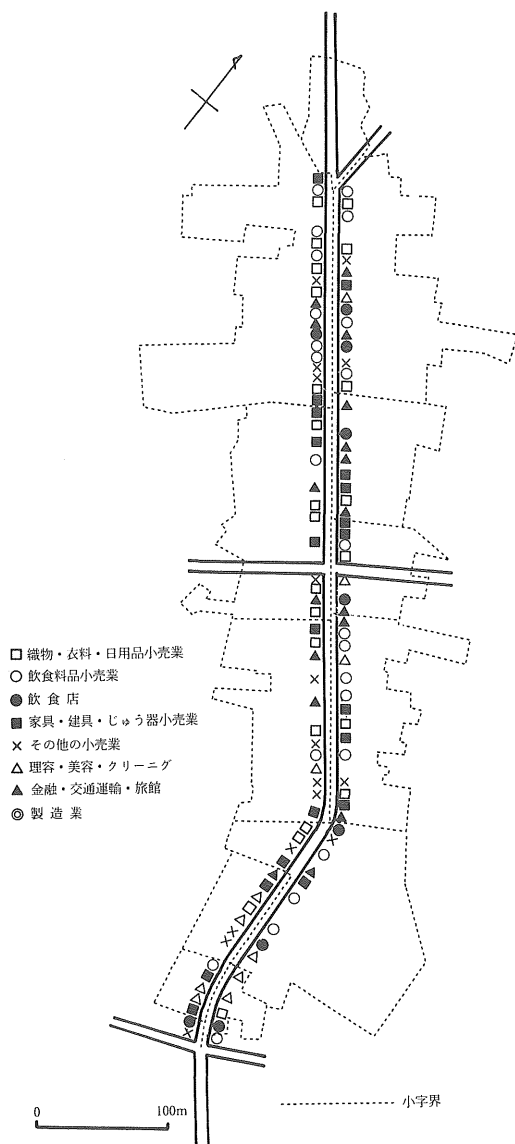 □ 織物・衣料・日用品小売業
○ 飲食料品小売業
● 飲食店
■ 家具・建具・じゅう器小売業
× その他の小売業
△ 理容・美容・クリーニグ
▲ 金融・交通運輸・旅館
◎ 製造業
小字界
0 100m